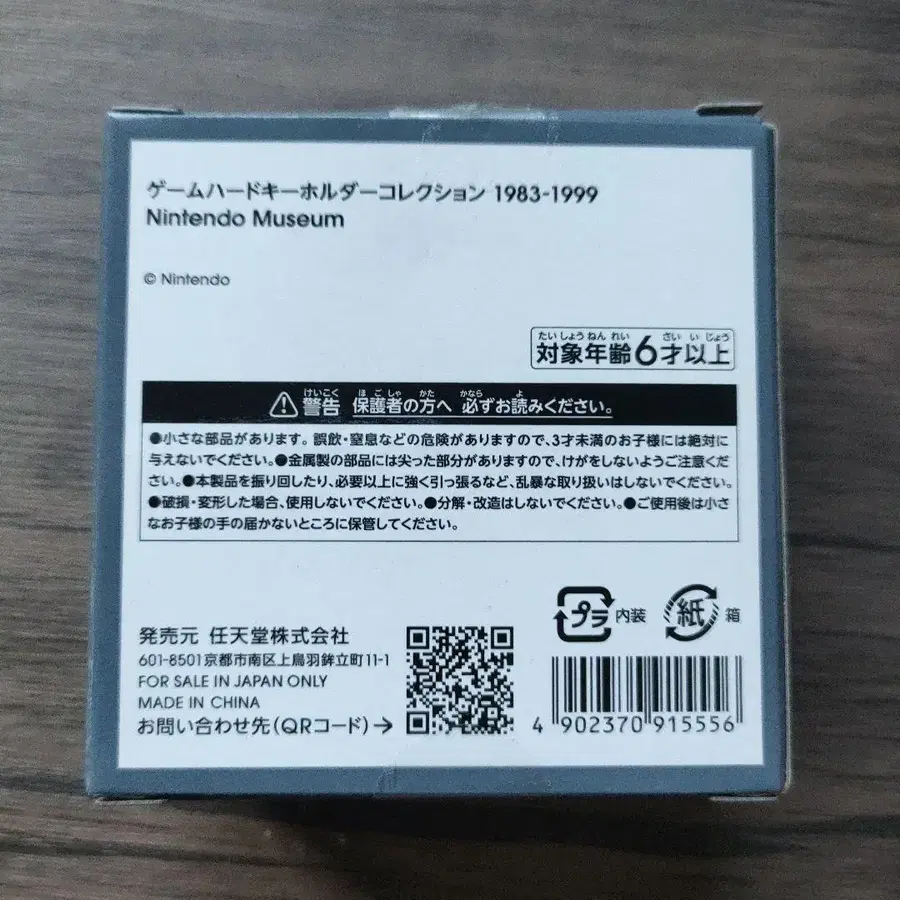 ゲームハードキーホルダーコレクション 1983-1999
Nintendo Museum
© Nintendo
たいしょうねんれい さいいじょう
対象年齢6才以上
けいこく ほごしゃ かた かなら よ
⚠警告 保護者の方へ 必ずお読みください。
●小さな部品があります。誤飲・窒息などの危険がありますので、3才未満のお子様には絶対に
与えないでください。●金属製の部品には尖った部分がありますので、けがをしないようご注意くだ
さい。●本製品を振り回したり、必要以上に強く引っ張るなど、乱暴な取り扱いはしないでください。
●破損・変形した場合、使用しないでください。●分解・改造はしないでください。●ご使用後は小さ
なお子様の手の届かないところに保管してください。
プラ 内装 紙 箱
発売元 任天堂株式会社
601-8501京都市南区上鳥羽鉾立町11-1
FOR SALE IN JAPAN ONLY
MADE IN CHINA
お問い合わせ先(QRコード)→
4 902370 915556